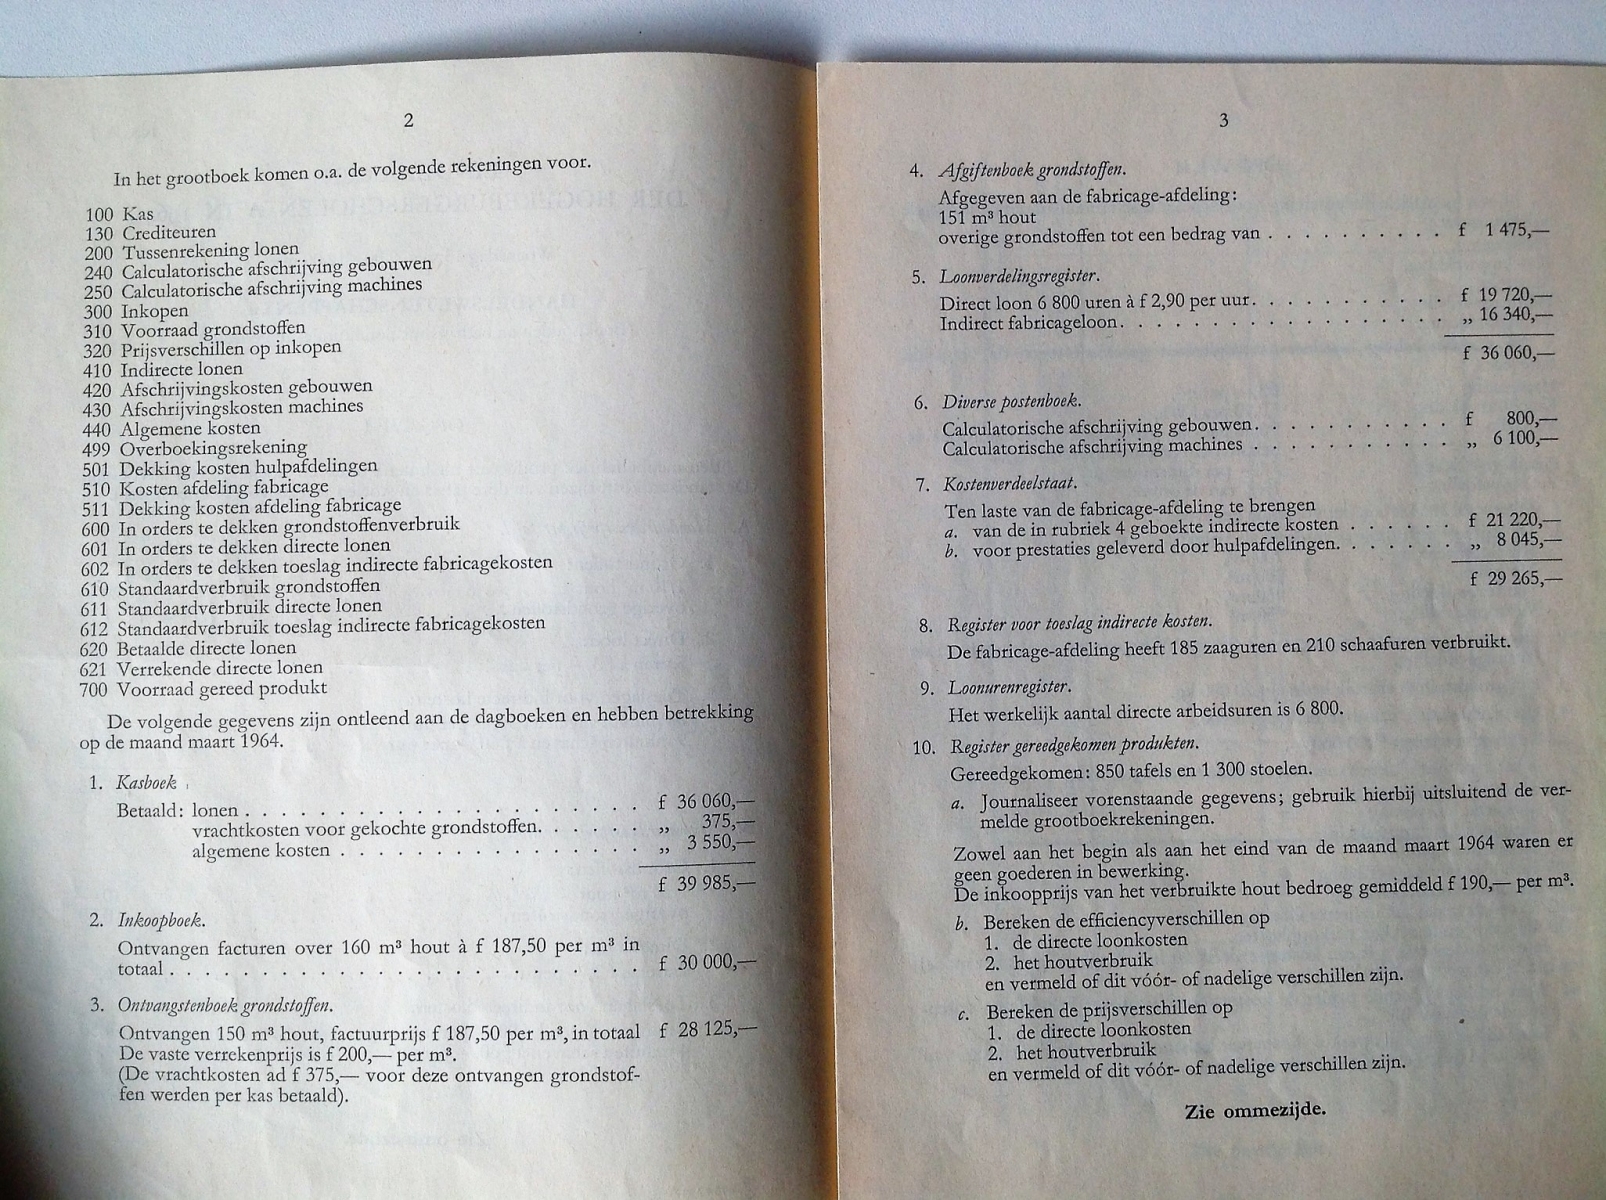 2
In het grootboek komen o.a. de volgende rekeningen voor.
100 Kas
130 Crediteuren
200 Tussenrekening lonen
240 Calculatorische afschrijving gebouwen
250 Calculatorische afschrijving machines
300 Inkopen
310 Voorraad grondstoffen
320 Prijsverschillen op inkopen
410 Indirecte lonen
420 Afschrijvingskosten gebouwen
430 Afschrijvingskosten machines
440 Algemene kosten
499 Overboekingsrekening
501 Dekking kosten hulpafdelingen
510 Kosten afdeling fabricage
511 Dekking kosten afdeling fabricage
600 In orders te dekken grondstoffenverbruik
601 In orders te dekken directe lonen
602 In orders te dekken toeslag indirecte fabricagekosten
610 Standaardverbruik grondstoffen
611 Standaardverbruik directe lonen
612 Standaardverbruik toeslag indirecte fabricagekosten
620 Betaalde directe lonen
621 Verrekende directe lonen
700 Voorraad gereed produkt
De volgende gegevens zijn ontleend aan de dagboeken en hebben betrekking
op de maand maart 1964.
1. Kasboek
Betaald: lonen . . . . . . . . . . . . . . . . . . . . f 36 060,—
vrachtkosten voor gekochte grondstoffen. . . . . . „ 375,—
algemene kosten . . . . . . . . . . . . . . . . „ 3 550,—
f 39 985,—
2. Inkoopboek.
Ontvangen facturen over 160 m³ hout à f 187,50 per m³ in
totaal . . . . . . . . . . . . . . . . . . . . . . . . f 30 000,—
3. Ontvangstenboek grondstoffen.
Ontvangen 150 m³ hout, factuurprijs f 187,50 per m³, in totaal f 28 125,—
De vaste verrekenprijs is f 200,— per m³.
(De vrachtkosten ad f 375,— voor deze ontvangen grondstof-
fen werden per kas betaald).
3
4. Afgiftenboek grondstoffen.
Afgegeven aan de fabricage-afdeling:
151 m³ hout
overige grondstoffen tot een bedrag van . . . . . . . . . . f 1 475,—
5. Loonverdelingsregister.
Direct loon 6 800 uren à f 2,90 per uur. . . . . . . . . . . f 19 720,—
Indirect fabricageloon. . . . . . . . . . . . . . . . . . „ 16 340,—
f 36 060,—
6. Diverse postenboek.
Calculatorische afschrijving gebouwen. . . . . . . . . . . f 800,—
Calculatorische afschrijving machines . . . . . . . . . . . „ 6 100,—
7. Kostenverdeelstaat.
Ten laste van de fabricage-afdeling te brengen
a. van de in rubriek 4 geboekte indirecte kosten . . . . . . f 21 220,—
b. voor prestaties geleverd door hulpafdelingen. . . . . . . „ 8 045,—
f 29 265,—
8. Register voor toeslag indirecte kosten.
De fabricage-afdeling heeft 185 zaaguren en 210 schaafuren verbruikt.
9. Loonurenregister.
Het werkelijk aantal directe arbeidsuren is 6 800.
10. Register gereedgekomen produkten.
Gereedgekomen: 850 tafels en 1 300 stoelen.
a. Journaliseer vorenstaande gegevens; gebruik hierbij uitsluitend de ver-
melde grootboekrekeningen.
Zowel aan het begin als aan het eind van de maand maart 1964 waren er
geen goederen in bewerking.
De inkoopprijs van het verbruikte hout bedroeg gemiddeld f 190,— per m³.
b. Bereken de efficiencyverschillen op
1. de directe loonkosten
2. het houtverbruik
en vermeld of dit vóór- of nadelige verschillen zijn.
c. Bereken de prijsverschillen op
1. de directe loonkosten
2. het houtverbruik
en vermeld of dit vóór- of nadelige verschillen zijn.
Zie ommezijde.